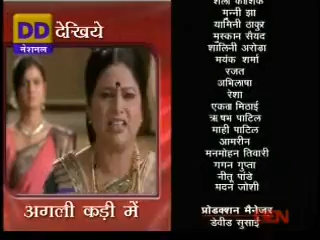 DD
नेशनल
देखिये
अगली कड़ी में
शैली कौशिक
मुन्नी झा
यामिनी ठाकुर
मुस्कान सैयद
शालिनी अरोडा
मयंक शर्मा
रजत
अभिलाषा
रेशा
एकता मिठाई
ऋषभ पाटिल
माही पाटिल
आमरीन
मनमोहन तिवारी
गगन गुप्ता
नीतू पांडे
मदन जोशी
प्रोडक्शन मैनेजर
डेवीड सुसाई